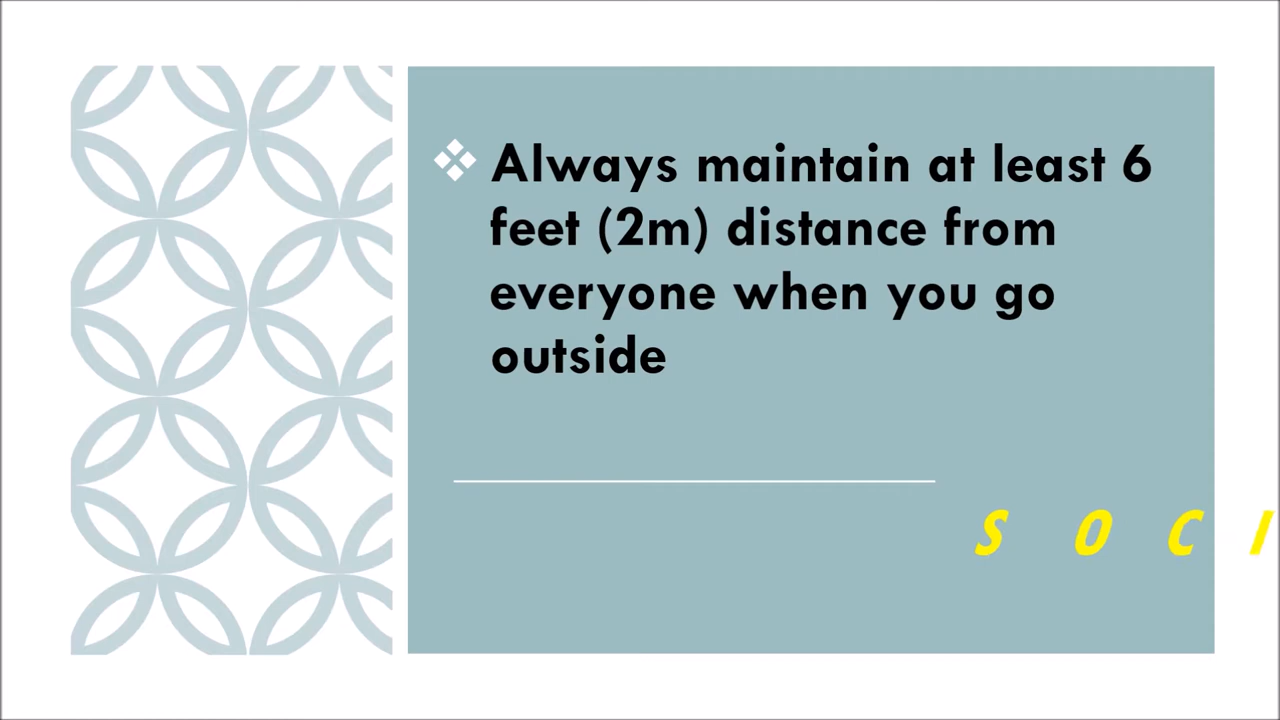 Always maintain at least 6
feet (2m) distance from
everyone when you go
outside
S O C I